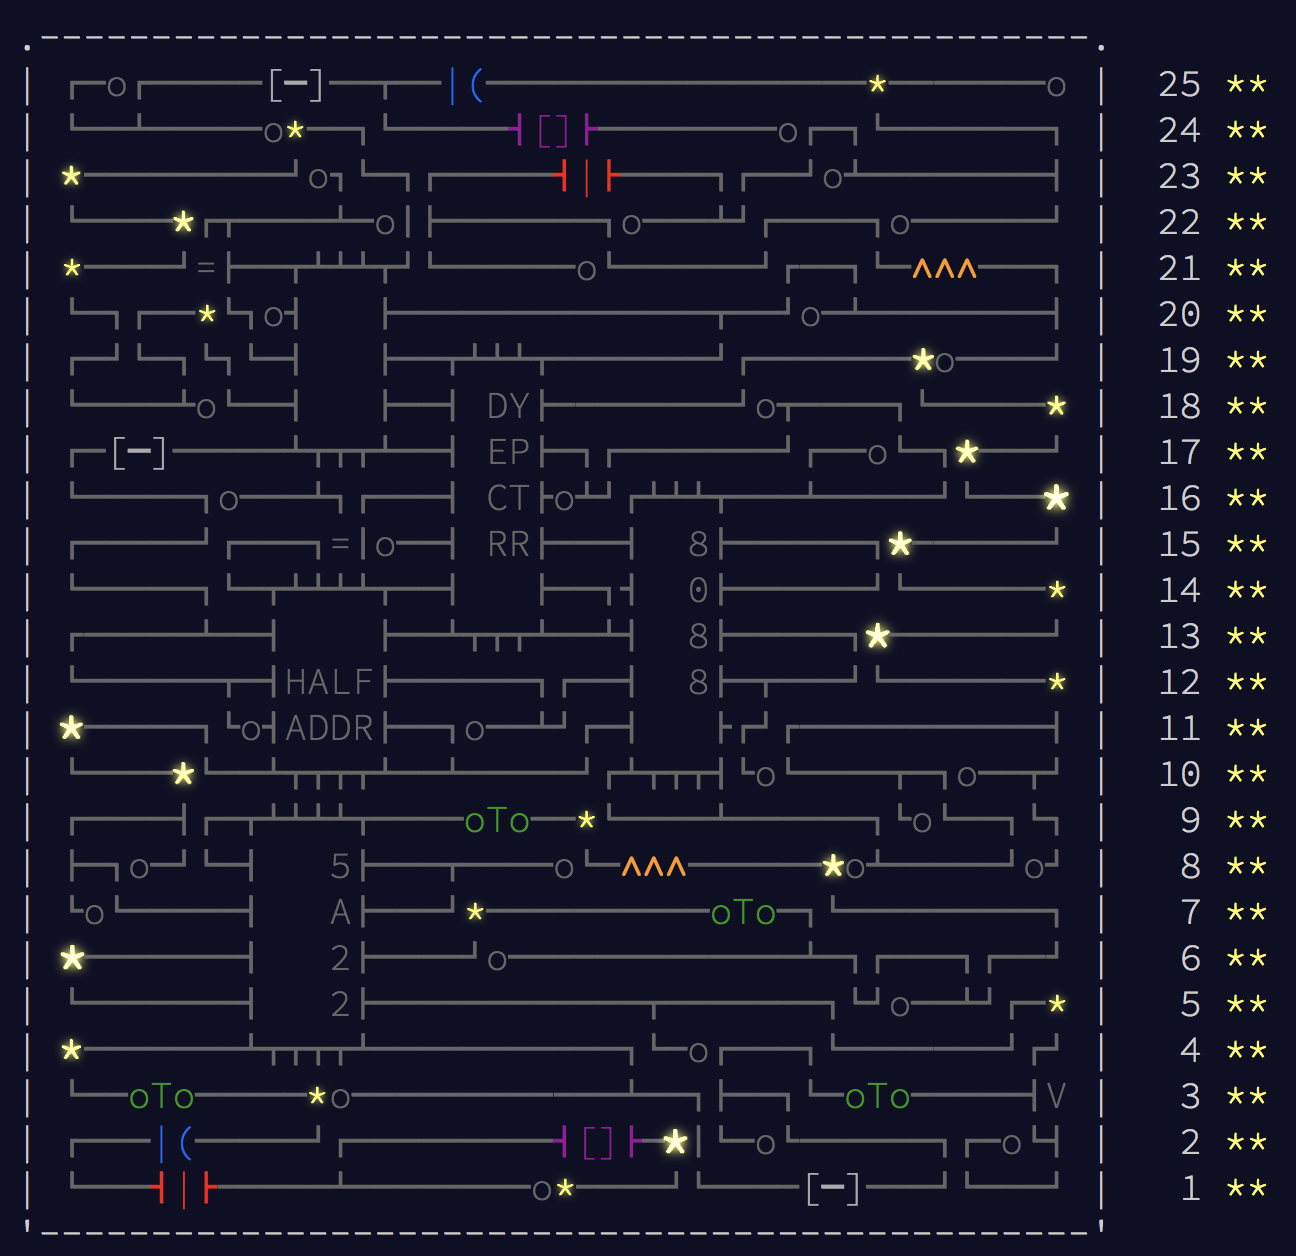 25 **
24 **
23 **
22 **
21 **
20 **
19 **
DY 18 **
EP 17 **
CT 16 **
RR 8 15 **
0 14 **
8 13 **
HALF 8 12 **
ADDR 11 **
10 **
oTo 9 **
5 8 **
A oTo 7 **
2 6 **
2 5 **
4 **
oTo oTo V 3 **
2 **
1 **